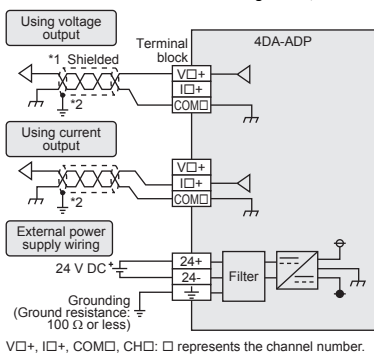 Using voltage
output
*1 Shielded
Terminal
block
4DA-ADP
V□+
I□+
COM□
*2
Using current
output
V□+
I□+
COM□
*2
External power
supply wiring
24 V DC
+
24+
24-
Filter
Grounding
(Ground resistance:
100 Ω or less)
V□+, I□+, COM□, CH□: □ represents the channel number.